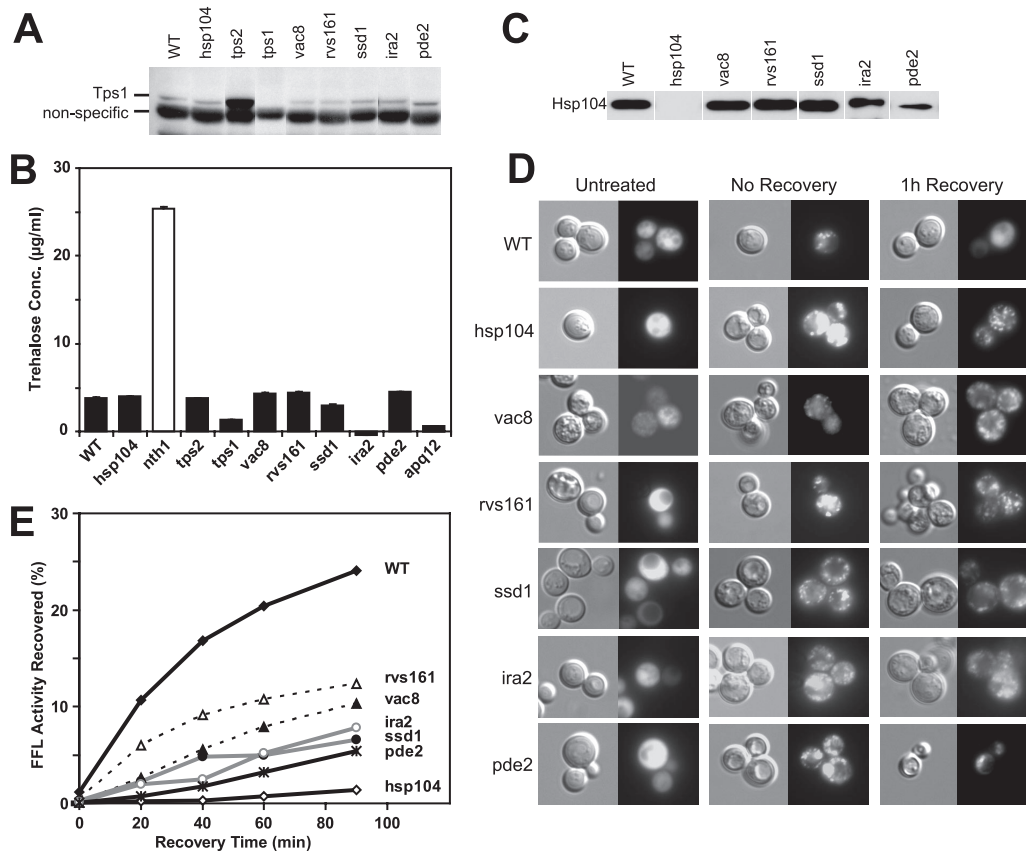 A
WT
hsp104
tps2
tps1
vac8
rvs161
ssd1
ira2
pde2
Tps1
non-specific
C
WT
hsp104
vac8
rvs161
ssd1
ira2
pde2
Hsp104
B
30
20
10
0
Trehalose Conc. (µg/ml)
WT
hsp104
nth1
tps2
tps1
vac8
rvs161
ssd1
ira2
pde2
apq12
D
Untreated No Recovery 1h Recovery
WT
hsp104
vac8
rvs161
ssd1
ira2
pde2
E
30
20
10
0
FFL Activity Recovered (%)
WT
rvs161
vac8
ira2
ssd1
pde2
hsp104
0 20 40 60 80 100
Recovery Time (min)